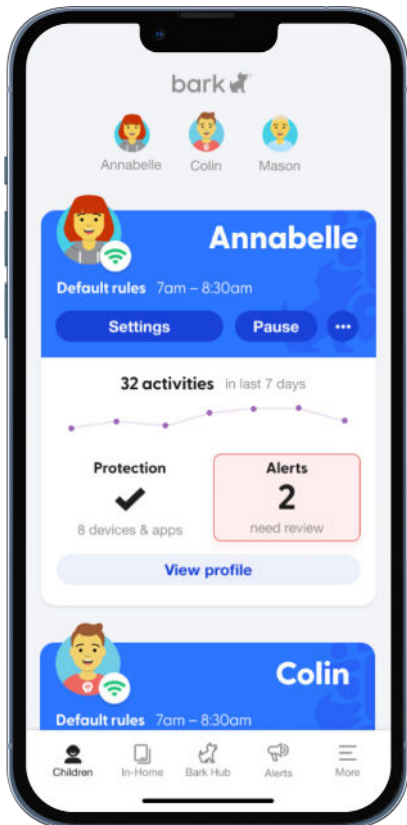 bark
Annabelle Colin Mason
Annabelle
Default rules 7am – 8:30am
Settings Pause
32 activities in last 7 days
Protection Alerts
2
8 devices & apps need review
View profile
Colin
Default rules 7am – 8:30am
Children In-Home Bark Hub Alerts More